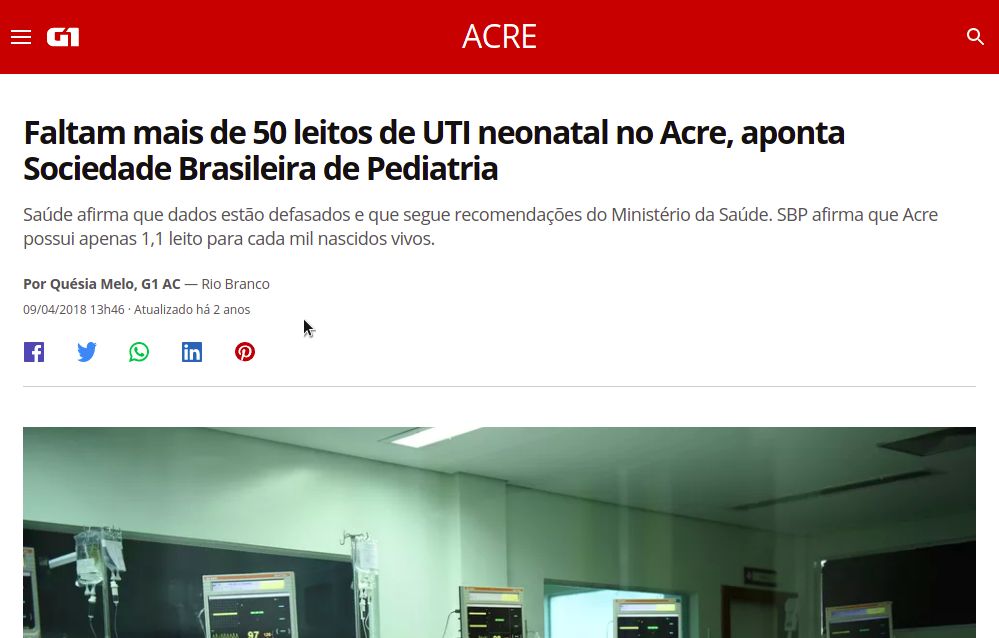 G1
ACRE
Faltam mais de 50 leitos de UTI neonatal no Acre, aponta
Sociedade Brasileira de Pediatria
Saúde afirma que dados estão defasados e que segue recomendações do Ministério da Saúde. SBP afirma que Acre
possui apenas 1,1 leito para cada mil nascidos vivos.
Por Quésia Melo, G1 AC — Rio Branco
09/04/2018 13h46 · Atualizado há 2 anos
97